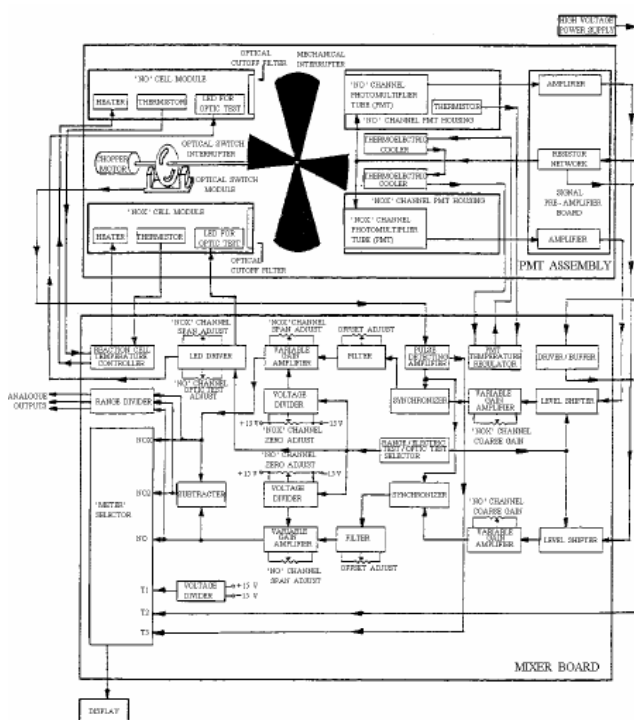 HIGH VOLTAGE
POWER SUPPLY
OPTICAL
CUTOFF FILTER
MECHANICAL
INTERRUPTER
'NO' CELL MODULE
HEATER
THERMISTOR
LED FOR
OPTIC TEST
'NO' CHANNEL
PHOTOMULTIPLIER
TUBE (PMT)
THERMISTOR
'NO' CHANNEL PMT HOUSING
AMPLIFIER
CHOPPER
MOTOR
OPTICAL SWITCH
INTERRUPTER
OPTICAL SWITCH
MODULE
THERMOELECTRIC
COOLER
THERMOELECTRIC
COOLER
RESISTOR
NETWORK
SIGNAL
PRE-AMPLIFIER
BOARD
'NOX' CELL MODULE
HEATER
THERMISTOR
LED FOR
OPTIC TEST
OPTICAL
CUTOFF FILTER
'NOX' CHANNEL PMT HOUSING
'NOX' CHANNEL
PHOTOMULTIPLIER
TUBE (PMT)
AMPLIFIER
PMT ASSEMBLY
REACTION CELL
TEMPERATURE
CONTROLLER
'NOX' CHANNEL
SPAN ADJUST
LED DRIVER
'NO' CHANNEL
OPTIC TEST ADJUST
'NOX' CHANNEL
SPAN ADJUST
VARIABLE
GAIN
AMPLIFIER
OFFSET ADJUST
FILTER
PULSE
DETECTING
AMPLIFIER
PMT
TEMPERATURE
REGULATOR
DRIVER/BUFFER
ANALOGUE
OUTPUTS
RANGE DIVIDER
VOLTAGE
DIVIDER
+15V
-15V
'NOX' CHANNEL
ZERO ADJUST
SYNCHRONIZER
VARIABLE
GAIN
AMPLIFIER
'NOX' CHANNEL
COARSE GAIN
LEVEL SHIFTER
RANGE/ELECTRIC
TEST/OPTIC TEST
SELECTOR
NOX
'NO' CHANNEL
ZERO ADJUST
+15V
-15V
VOLTAGE
DIVIDER
'METER'
SELECTOR
NO2
SUBTRACTER
SYNCHRONIZER
'NO' CHANNEL
COARSE GAIN
NO
VARIABLE
GAIN
AMPLIFIER
'NO' CHANNEL
SPAN ADJUST
FILTER
OFFSET ADJUST
VARIABLE
GAIN
AMPLIFIER
LEVEL SHIFTER
T1
VOLTAGE
DIVIDER
+15 V
-15 V
T2
T3
MIXER BOARD
DISPLAY